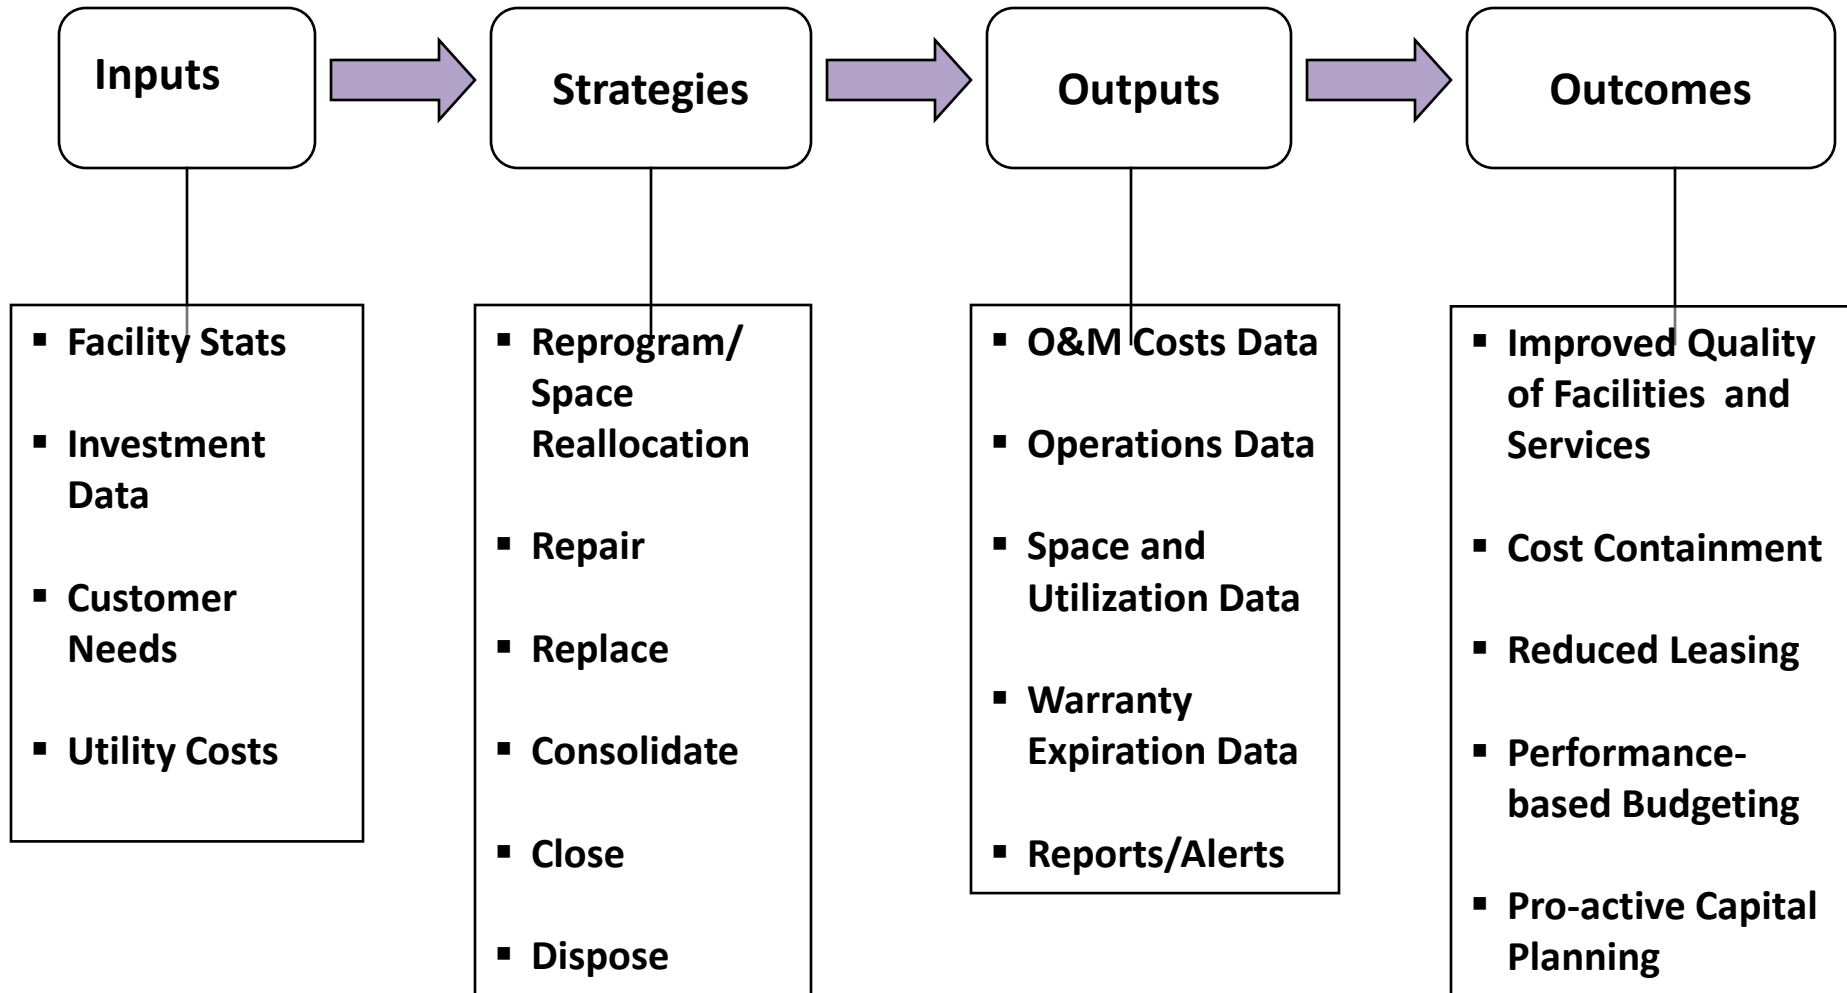 Inputs
Strategies
Outputs
Outcomes
▪ Facility Stats
▪ Investment
Data
▪ Customer
Needs
▪ Utility Costs
▪ Reprogram/
Space
Reallocation
▪ Repair
▪ Replace
▪ Consolidate
▪ Close
▪ Dispose
▪ O&M Costs Data
▪ Operations Data
▪ Space and
Utilization Data
▪ Warranty
Expiration Data
▪ Reports/Alerts
▪ Improved Quality
of Facilities and
Services
▪ Cost Containment
▪ Reduced Leasing
▪ Performance-
based Budgeting
▪ Pro-active Capital
Planning